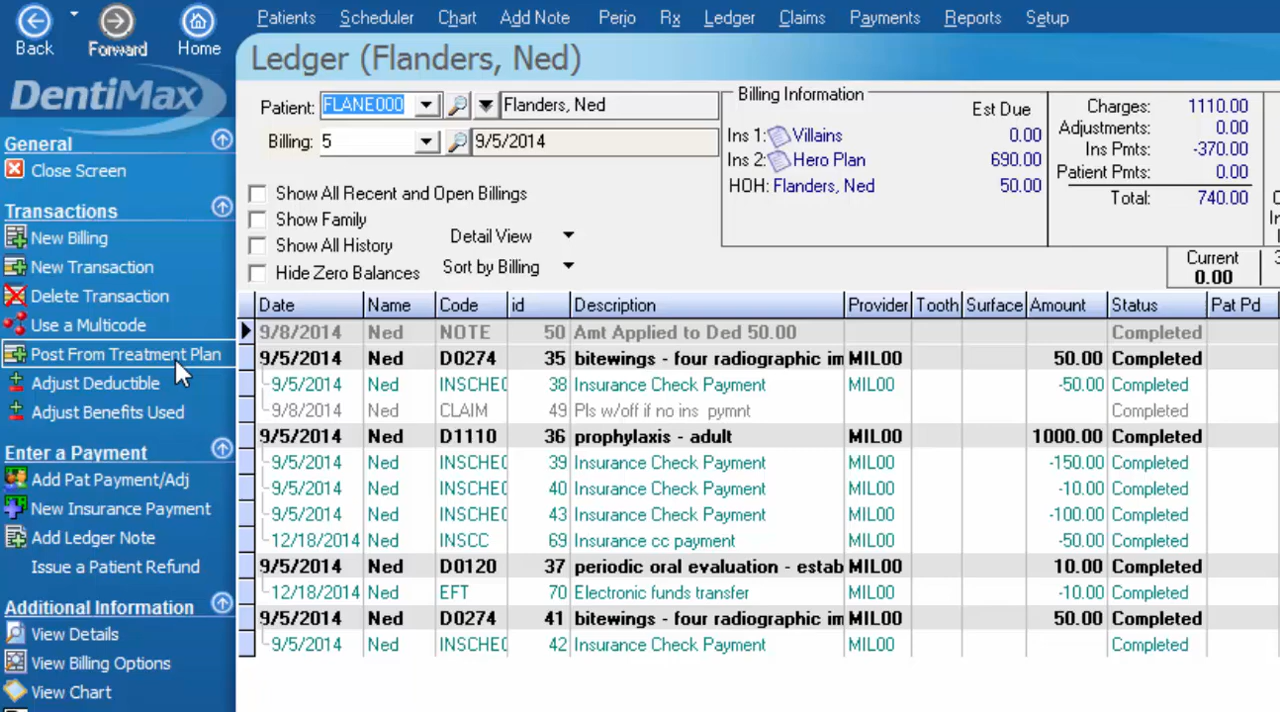 Back Forward Home
Patients Scheduler Chart Add Note Perio Rx Ledger Claims Payments Reports Setup
DentiMax
Ledger (Flanders, Ned)
General
Close Screen
Transactions
New Billing
New Transaction
Delete Transaction
Use a Multicode
Post From Treatment Plan
Adjust Deductible
Adjust Benefits Used
Enter a Payment
Add Pat Payment/Adj
New Insurance Payment
Add Ledger Note
Issue a Patient Refund
Additional Information
View Details
View Billing Options
View Chart
Patient: FLANE000 Flanders, Ned
Billing: 5 9/5/2014
Show All Recent and Open Billings
Show Family
Show All History
Hide Zero Balances
Detail View
Sort by Billing
Billing Information
Est Due
Ins 1: Villains 0.00
Ins 2: Hero Plan 690.00
HOH: Flanders, Ned 50.00
Charges: 1110.00
Adjustments: 0.00
Ins Pmts: -370.00
Patient Pmts: 0.00
Total: 740.00
Current
0.00
Date Name Code id Description Provider Tooth Surface Amount Status Pat Pd
9/8/2014 Ned NOTE 50 Amt Applied to Ded 50.00 Completed
9/5/2014 Ned D0274 35 bitewings - four radiographic im MIL00 50.00 Completed
9/5/2014 Ned INSCHEC 38 Insurance Check Payment MIL00 -50.00 Completed
9/8/2014 Ned CLAIM 49 Pls w/off if no ins pymnt Completed
9/5/2014 Ned D1110 36 prophylaxis - adult MIL00 1000.00 Completed
9/5/2014 Ned INSCHEC 39 Insurance Check Payment MIL00 -150.00 Completed
9/5/2014 Ned INSCHEC 40 Insurance Check Payment MIL00 -10.00 Completed
9/5/2014 Ned INSCHEC 43 Insurance Check Payment MIL00 -100.00 Completed
12/18/2014 Ned INSCC 69 Insurance cc payment MIL00 -50.00 Completed
9/5/2014 Ned D0120 37 periodic oral evaluation - estab MIL00 10.00 Completed
12/18/2014 Ned EFT 70 Electronic funds transfer MIL00 -10.00 Completed
9/5/2014 Ned D0274 41 bitewings - four radiographic im MIL00 50.00 Completed
9/5/2014 Ned INSCHEC 42 Insurance Check Payment MIL00 Completed